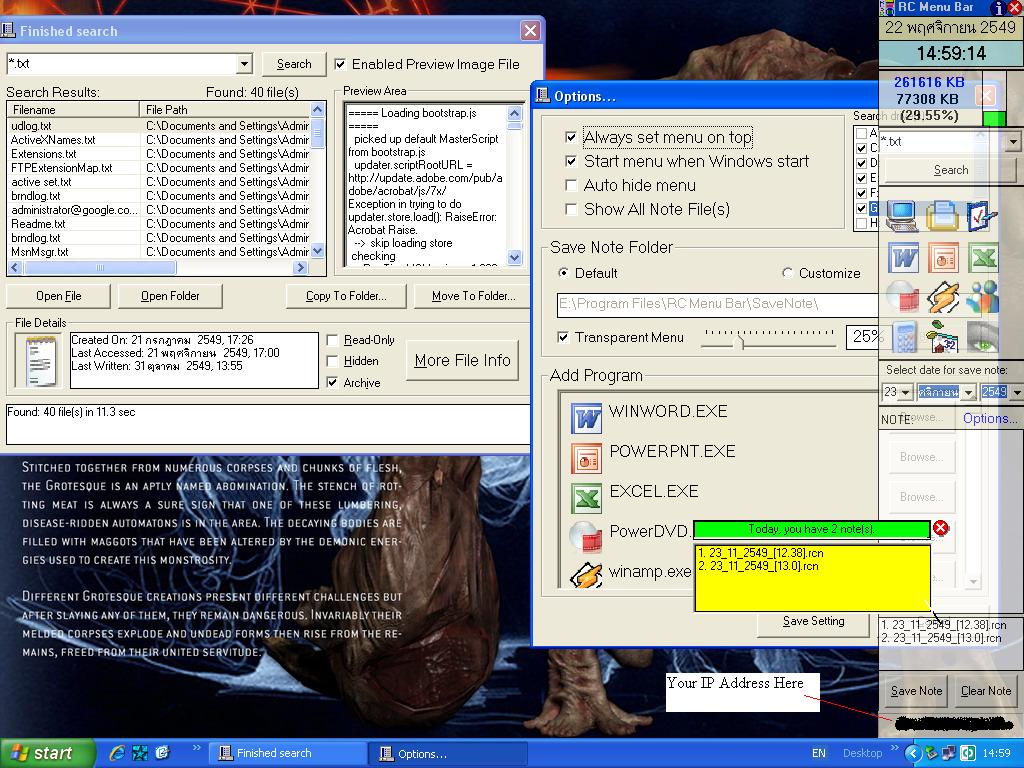 Finished search
*.txt
Search
Enabled Preview Image File
Search Results:
Found: 40 file(s)
Filename
File Path
udlog.txt
C:\Documents and Settings\Admir
ActiveXNames.txt
C:\Documents and Settings\Admir
Extensions.txt
C:\Documents and Settings\Admir
FTPExtensionMap.txt
C:\Documents and Settings\Admir
active set.txt
C:\Documents and Settings\Admir
brndlog.txt
C:\Documents and Settings\Admir
administrator@google.co...
C:\Documents and Settings\Admir
Readme.txt
C:\Documents and Settings\Admir
brndlog.txt
C:\Documents and Settings\Admir
MsnMsgr.txt
C:\Documents and Settings\Admir
Preview Area
===== Loading bootstrap.js
=====
picked up default MasterScript
from bootstrap.js
updater.scriptRootURL =
http://update.adobe.com/pub/a
dobe/acrobat/js/7x/
Exception in trying to do
updater.store.load(): RaiseError:
Acrobat Raise.
--> skip loading store
checking
Open File
Open Folder
Copy To Folder...
Move To Folder...
File Details
Created On: 21 กรกฎาคม 2549, 17:26
Last Accessed: 21 พฤศจิกายน 2549, 17:00
Last Written: 31 ตุลาคม 2549, 13:55
Read-Only
Hidden
Archive
More File Info
Found: 40 file(s) in 11.3 sec
Stitched together from numerous corpses and chunks of flesh,
the Grotesque is an aptly named abomination. The stench of rot-
ting meat is always a sure sign that one of these lumbering,
disease-ridden automatons is in the area. The decaying bodies are
filled with maggots that have been altered by the demonic ener-
gies used to create this monstrosity.
Different Grotesque creations present different challenges but
after slaying any of them, they remain dangerous. Invariably their
melded corpses explode and undead forms then rise from the re-
mains, freed from their united servitude.
Options...
Always set menu on top
Start menu when Windows start
Auto hide menu
Show All Note File(s)
Save Note Folder
Default
Customize
E:\Program Files\RC Menu Bar\SaveNote\
Transparent Menu
25%
Add Program
WINWORD.EXE
POWERPNT.EXE
EXCEL.EXE
PowerDVD.
winamp.exe
Browse...
Browse...
Browse...
Save Setting
Today, you have 2 note(s).
1. 23_11_2549_[12.38].rcn
2. 23_11_2549_[13.0].rcn
RC Menu Bar
22 พฤศจิกายน 2549
14:59:14
261616 KB
77308 KB
(29.55%)
*.txt
Search
Select date for save note:
23
ศจิกายน
2549
NOTE:
Options...
1. 23_11_2549_[12.38].rcn
2. 23_11_2549_[13.0].rcn
Save Note
Clear Note
Your IP Address Here
start
Finished search
Options...
EN
Desktop
14:59